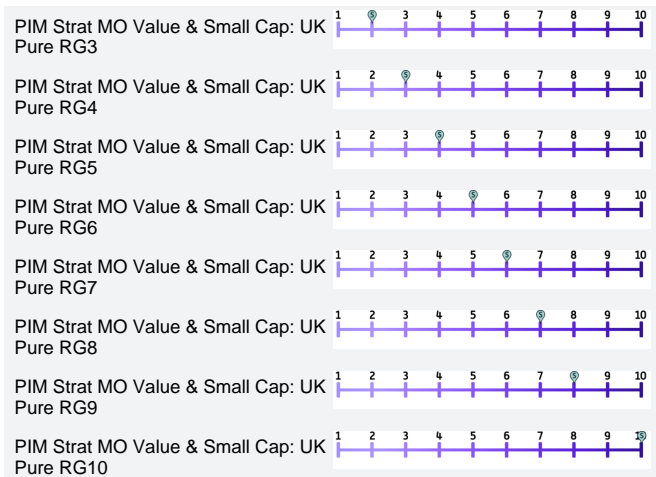 1 S 3 4 5 6 7 8 9 10
PIM Strat MO Value & Small Cap: UK
Pure RG3
1 2 S 4 5 6 7 8 9 10
PIM Strat MO Value & Small Cap: UK
Pure RG4
1 2 3 S 5 6 7 8 9 10
PIM Strat MO Value & Small Cap: UK
Pure RG5
1 2 3 4 S 6 7 8 9 10
PIM Strat MO Value & Small Cap: UK
Pure RG6
1 2 3 4 5 S 7 8 9 10
PIM Strat MO Value & Small Cap: UK
Pure RG7
1 2 3 4 5 6 S 8 9 10
PIM Strat MO Value & Small Cap: UK
Pure RG8
1 2 3 4 5 6 7 S 9 10
PIM Strat MO Value & Small Cap: UK
Pure RG9
1 2 3 4 5 6 7 8 9 1S
PIM Strat MO Value & Small Cap: UK
Pure RG10